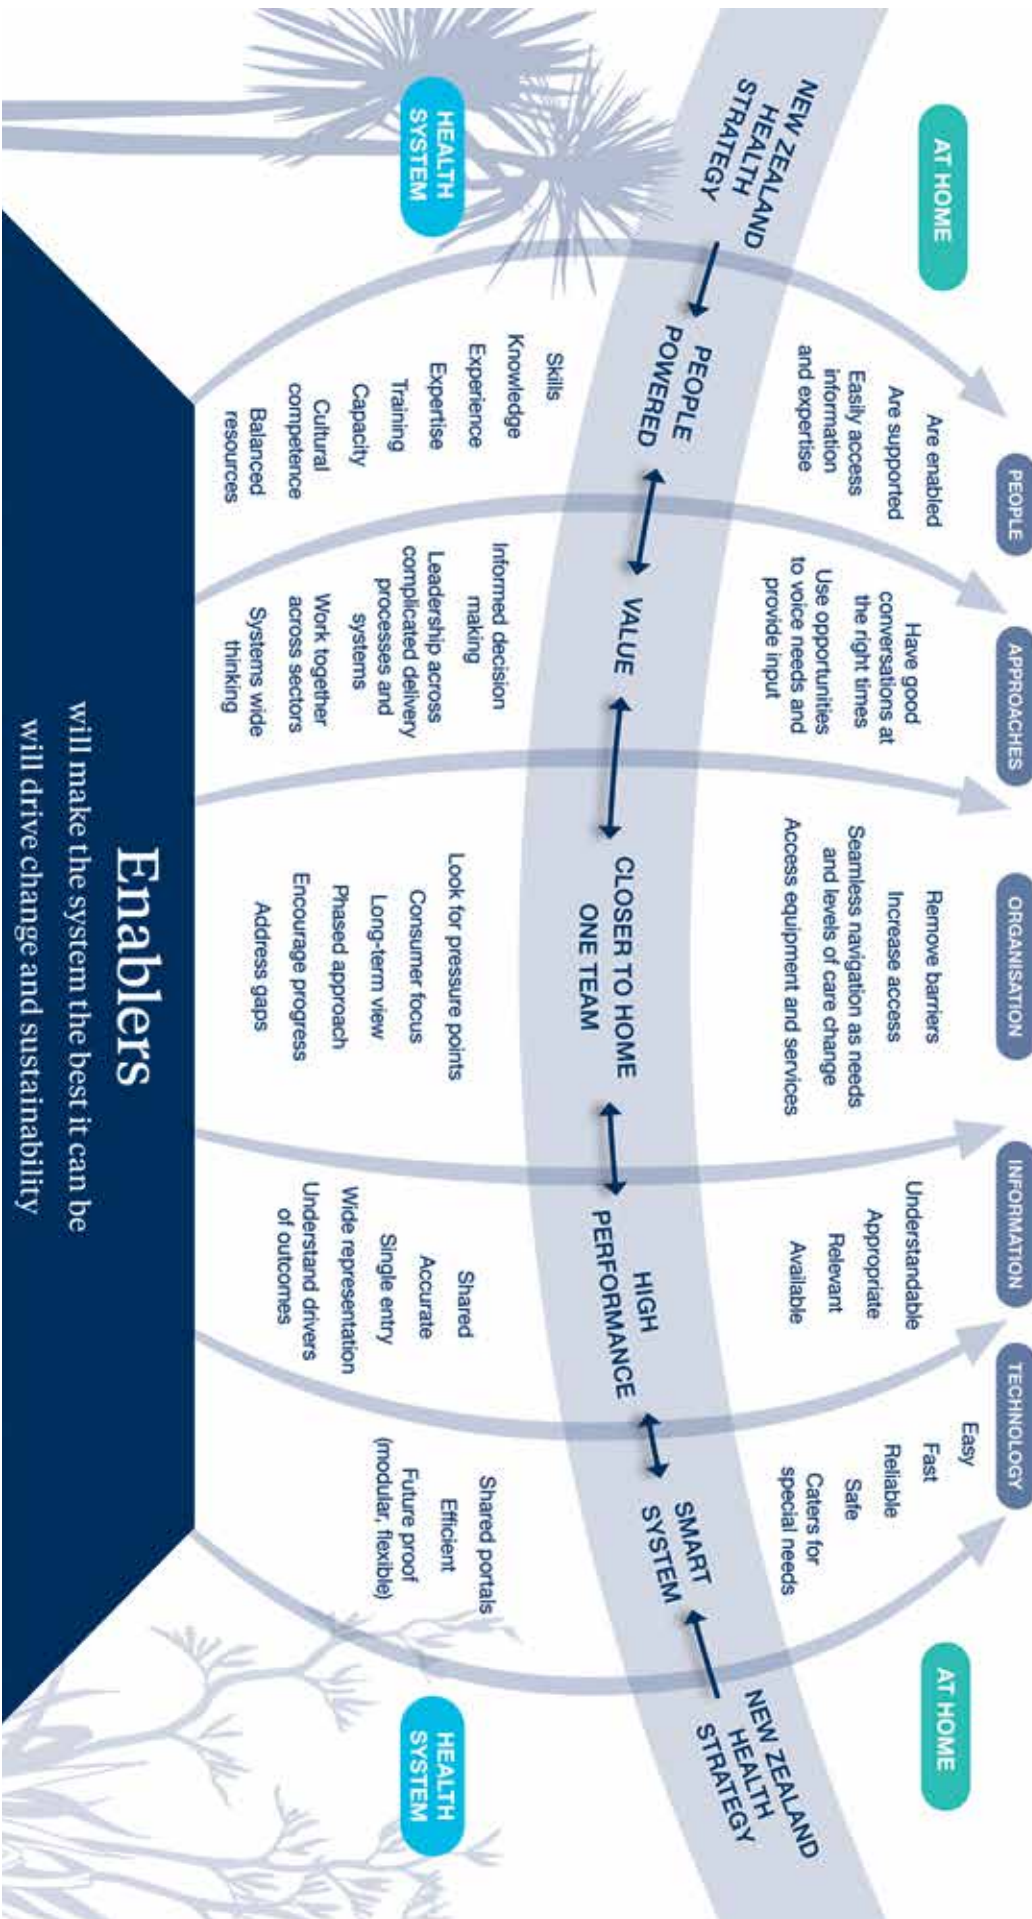 PEOPLE
APPROACHES
ORGANISATION
INFORMATION
TECHNOLOGY
AT HOME
Are enabled
Are supported
Easily access
information
and expertise
Have good
conversations at
the right times
Use opportunities
to voice needs and
provide input
Remove barriers
Increase access
Seamless navigation as needs
and levels of care change
Access equipment and services
Understandable
Appropriate
Relevant
Available
Easy
Fast
Reliable
Safe
Caters for
special needs
AT HOME
NEW ZEALAND
HEALTH
STRATEGY
PEOPLE
POWERED
VALUE
CLOSER TO HOME
ONE TEAM
HIGH
PERFORMANCE
SMART
SYSTEM
NEW ZEALAND
HEALTH
STRATEGY
HEALTH
SYSTEM
Skills
Knowledge
Experience
Expertise
Training
Capacity
Cultural
competence
Balanced
resources
Informed decision
making
Leadership across
complicated delivery
processes and
systems
Work together
across sectors
Systems wide
thinking
Look for pressure points
Consumer focus
Long-term view
Phased approach
Encourage progress
Address gaps
Shared
Accurate
Single entry
Wide representation
Understand drivers
of outcomes
Shared portals
Efficient
Future proof
(modular, flexible)
HEALTH
SYSTEM
Enablers
will make the system the best it can be
will drive change and sustainability